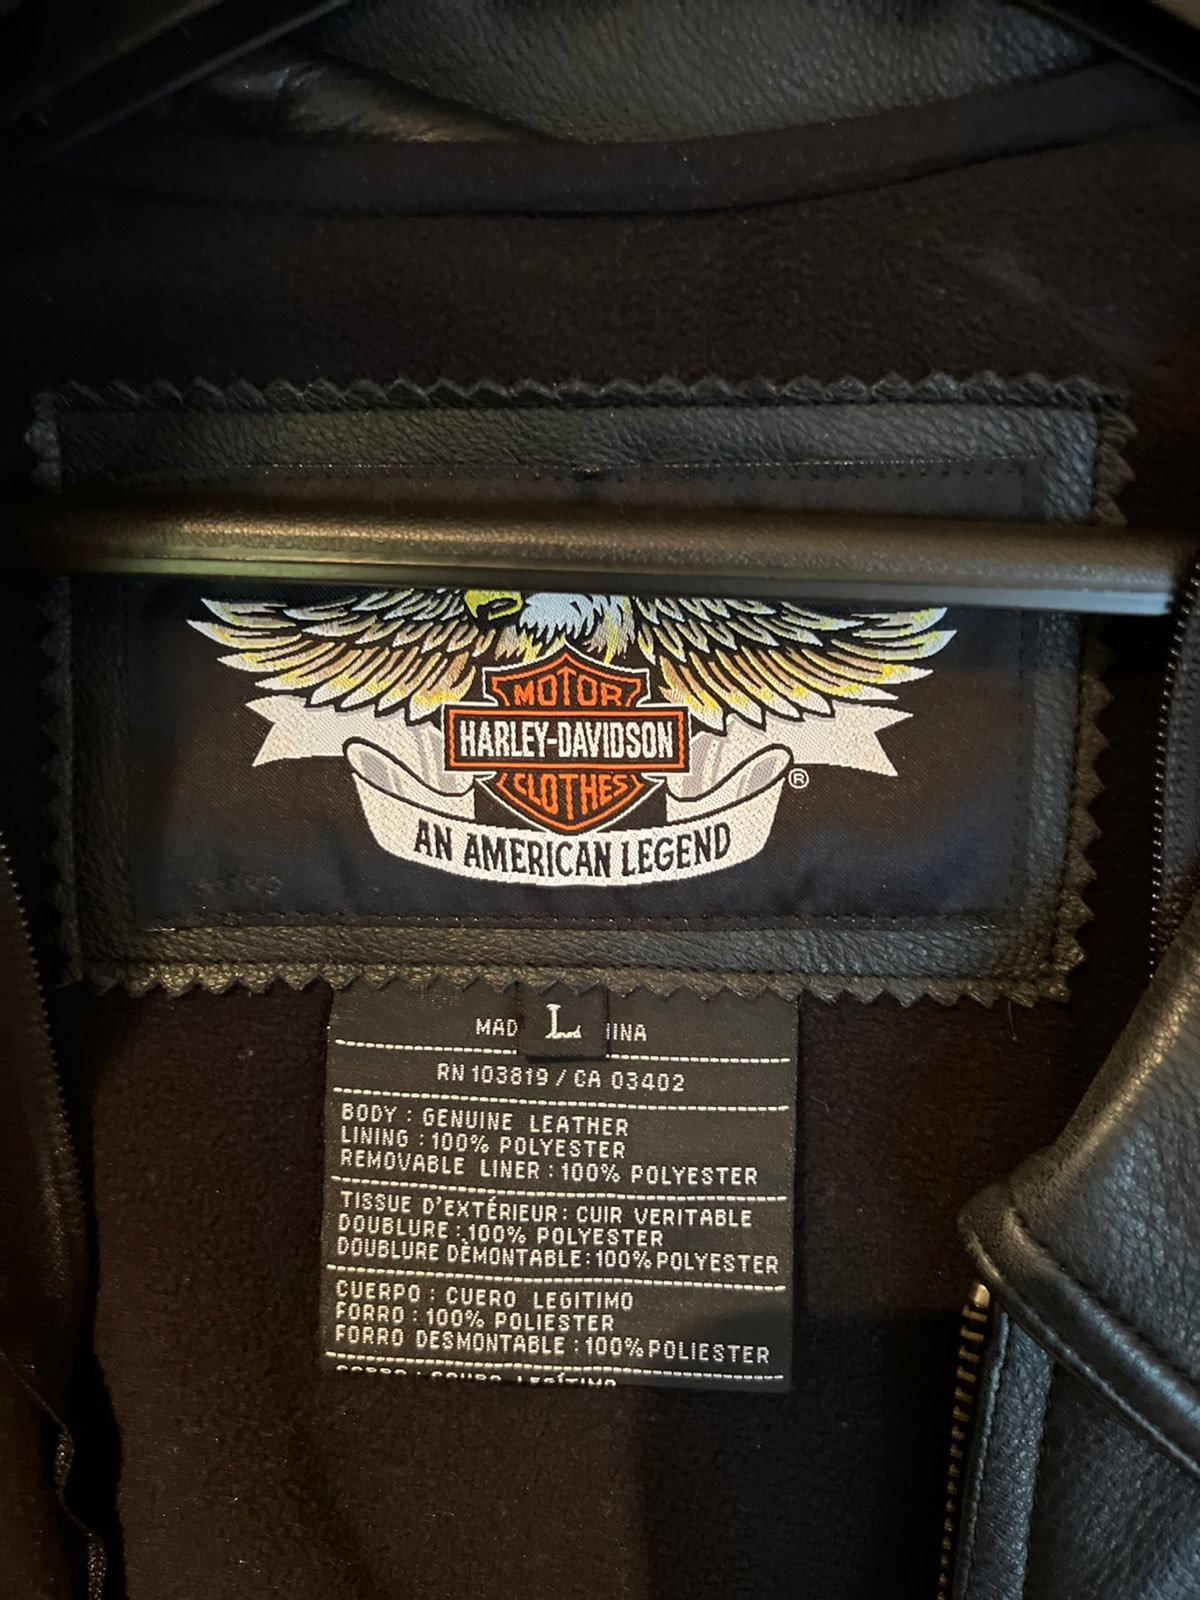 MOTOR
HARLEY-DAVIDSON
CLOTHES
®
AN AMERICAN LEGEND
L
RN 103819 / CA 03402
BODY : GENUINE LEATHER
LINING : 100% POLYESTER
REMOVABLE LINER : 100% POLYESTER
TISSUE D'EXTÉRIEUR : CUIR VERITABLE
DOUBLURE : 100% POLYESTER
DOUBLURE DÈMONTABLE : 100% POLYESTER
CUERPO : CUERO LEGITIMO
FORRO : 100% POLIESTER
FORRO DESMONTABLE : 100% POLIESTER